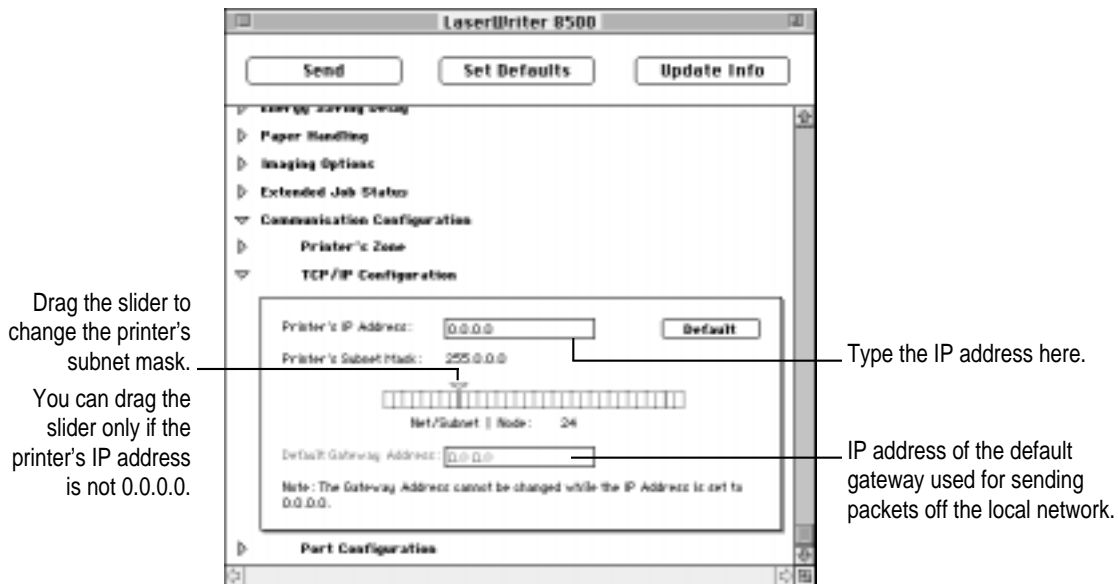 LaserWriter 8500
Send
Set Defaults
Update Info
Energy Saving Delay
Paper Handling
Imaging Options
Extended Job Status
Communication Configuration
Printer's Zone
TCP/IP Configuration
Drag the slider to
change the printer's
subnet mask.
You can drag the
slider only if the
printer's IP address
is not 0.0.0.0.
Printer's IP Address:
0.0.0.0
Default
Printer's Subnet Mask:
255.0.0.0
Net/Subnet | Node:
24
Default Gateway Address:
0.0.0.0
Note: The Gateway Address cannot be changed while the IP Address is set to
0.0.0.0.
Port Configuration
Type the IP address here.
IP address of the default
gateway used for sending
packets off the local network.